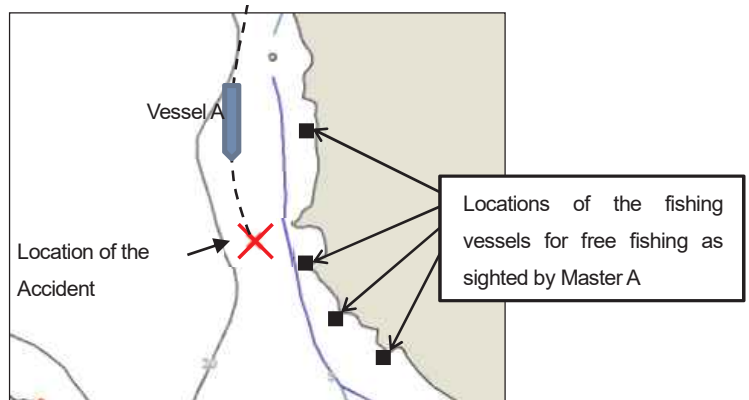 Vessel A
Location of the
Accident
Locations of the fishing
vessels for free fishing as
sighted by Master A